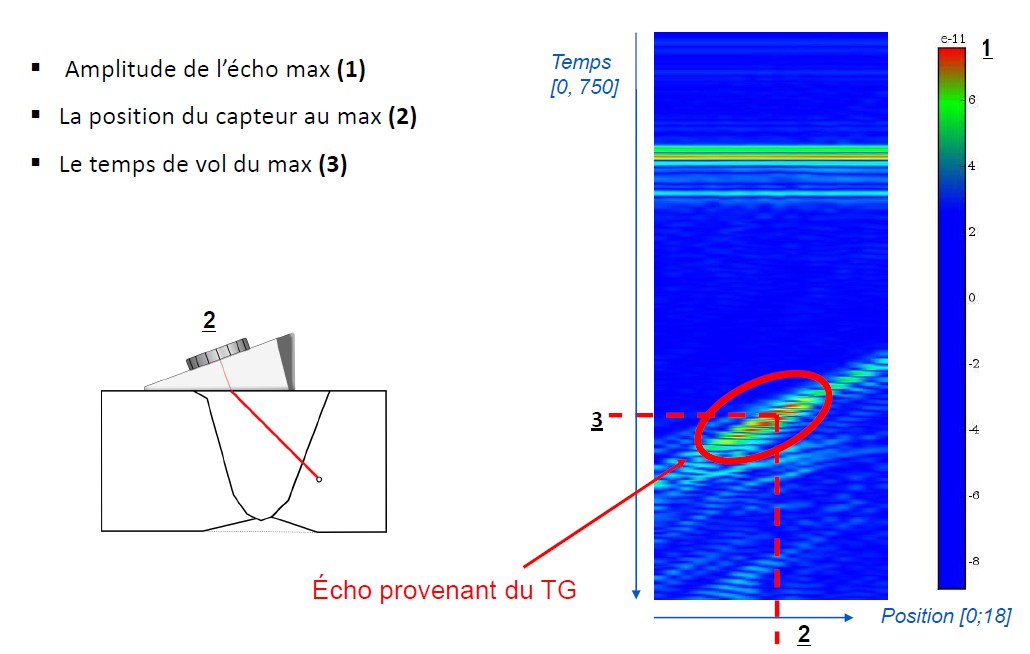 ▪ Amplitude de l'écho max (1)
▪ La position du capteur au max (2)
▪ Le temps de vol du max (3)
Temps
[0, 750]
e-11
1
6
4
2
0
-2
-4
-6
-8
2
3
Écho provenant du TG
Position [0;18]
2